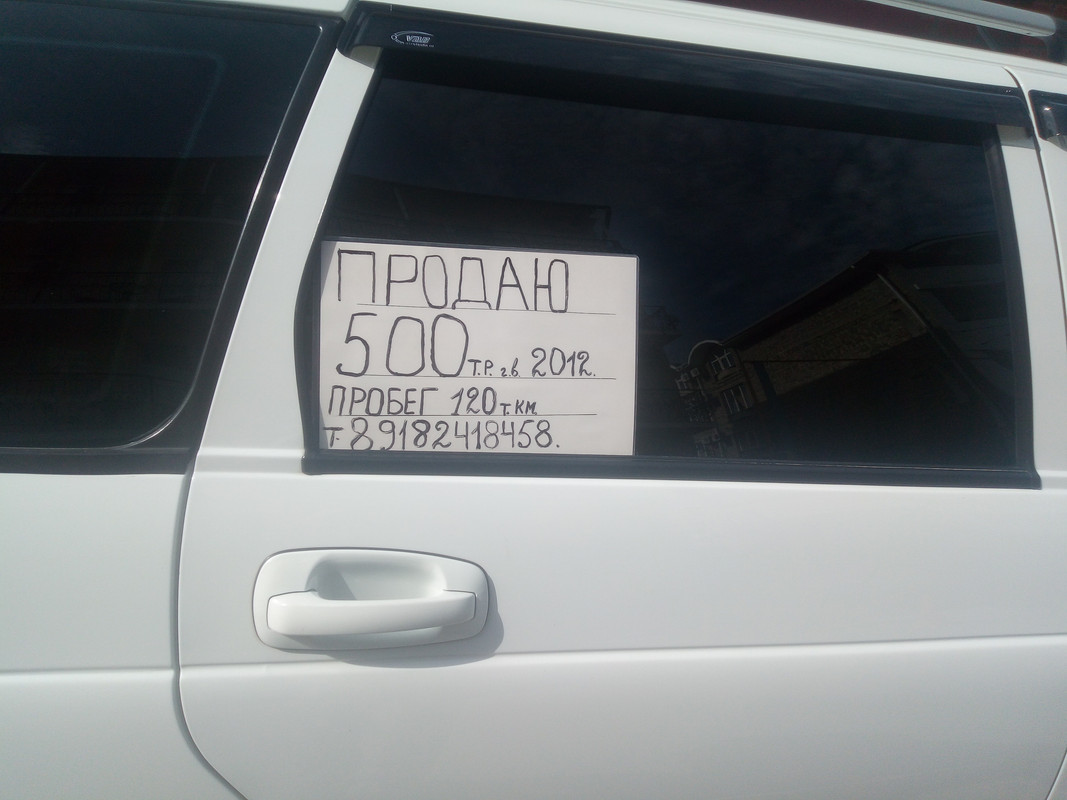 ПРОДАЮ
500 Т.Р. г.в. 2012.
ПРОБЕГ 120 т.км
Т. 89182418458.